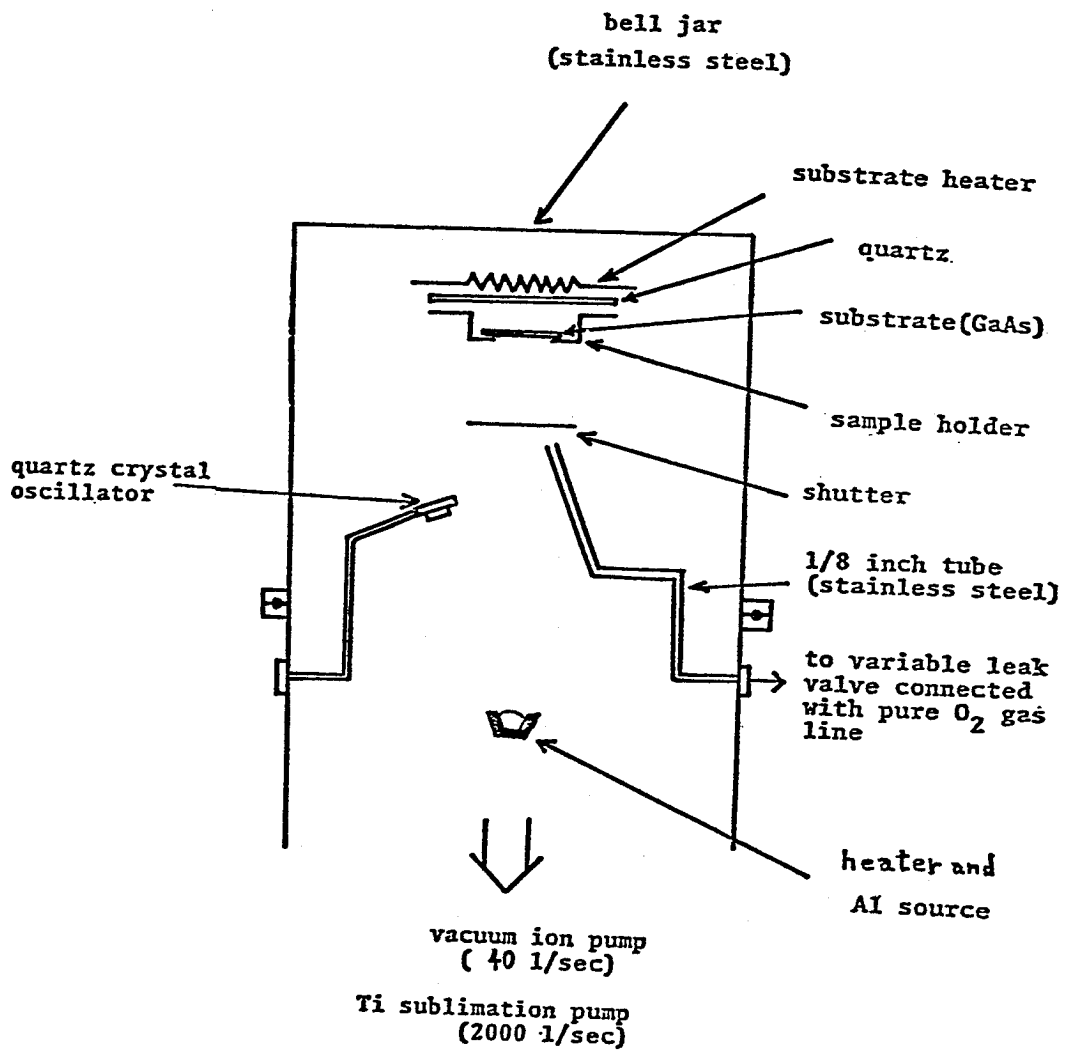 bell jar
(stainless steel)
substrate heater
quartz.
substrate(GaAs)
sample holder
quartz crystal
oscillator
shutter
1/8 inch tube
(stainless steel)
to variable leak
valve connected
with pure O₂ gas
line
heater and
Al source
vacuum ion pump
( 40 l/sec)
Ti sublimation pump
(2000 l/sec)